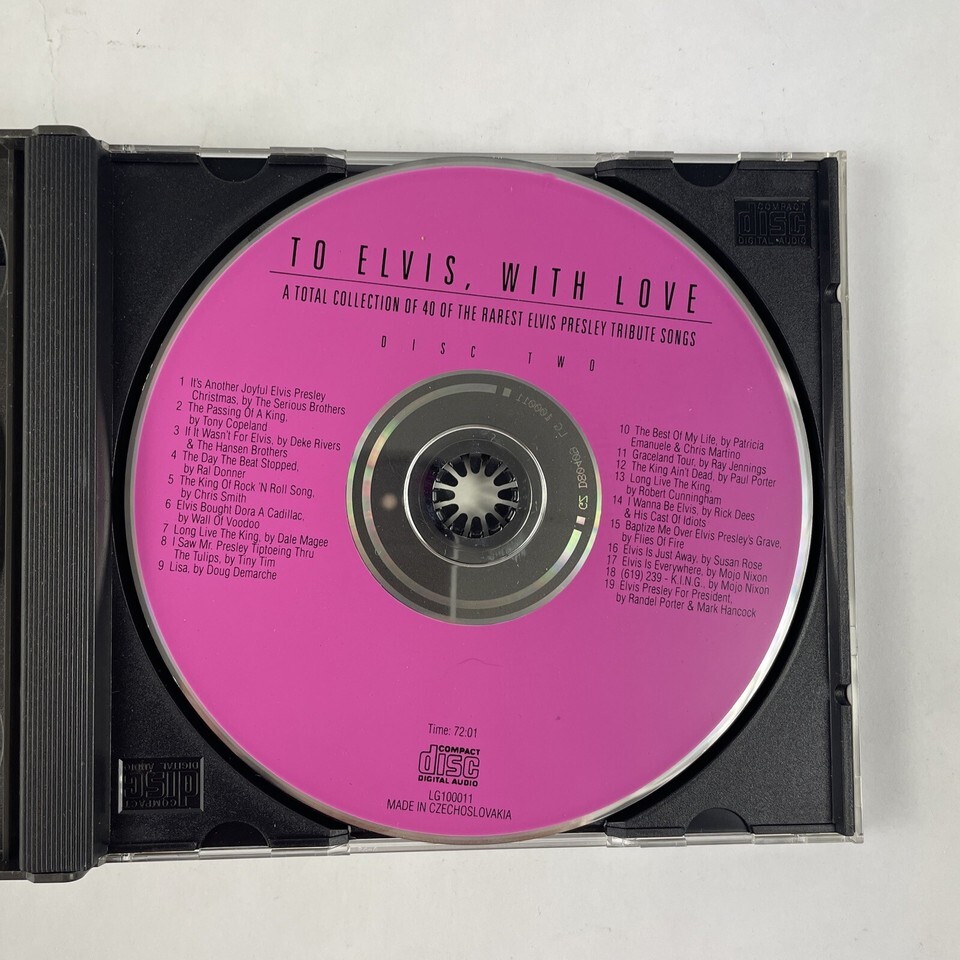 TO ELVIS, WITH LOVE
A TOTAL COLLECTION OF 40 OF THE RAREST ELVIS PRESLEY TRIBUTE SONGS
DISC TWO
1 It's Another Joyful Elvis Presley
Christmas, by The Serious Brothers
2 The Passing Of A King,
by Tony Copeland
3 If It Wasn't For Elvis, by Deke Rivers
& The Hansen Brothers
4 The Day The Beat Stopped,
by Ral Donner
5 The King Of Rock 'N Roll Song,
by Chris Smith
6 Elvis Bought Dora A Cadillac,
by Wall Of Voodoo
7 Long Live The King, by Dale Magee
8 I Saw Mr. Presley Tiptoeing Thru
The Tulips, by Tiny Tim
9 Lisa, by Doug Demarche
10 The Best Of My Life, by Patricia
Emanuele & Chris Martino
11 Graceland Tour, by Ray Jennings
12 The King Ain't Dead, by Paul Porter
13 Long Live The King,
by Robert Cunningham
14 I Wanna Be Elvis, by Rick Dees
& His Cast Of Idiots
15 Baptize Me Over Elvis Presley's Grave,
by Flies Of Fire
16 Elvis Is Just Away, by Susan Rose
17 Elvis Is Everywhere, by Mojo Nixon
18 (619) 239 - K.I.N.G., by Mojo Nixon
19 Elvis Presley For President,
by Randel Porter & Mark Hancock
Time: 72:01
COMPACT
disc
DIGITAL AUDIO
LG100011
MADE IN CZECHOSLOVAKIA
COMPACT
disc
DIGITAL AUDIO
COMPACT
disc
DIGITAL AUDIO